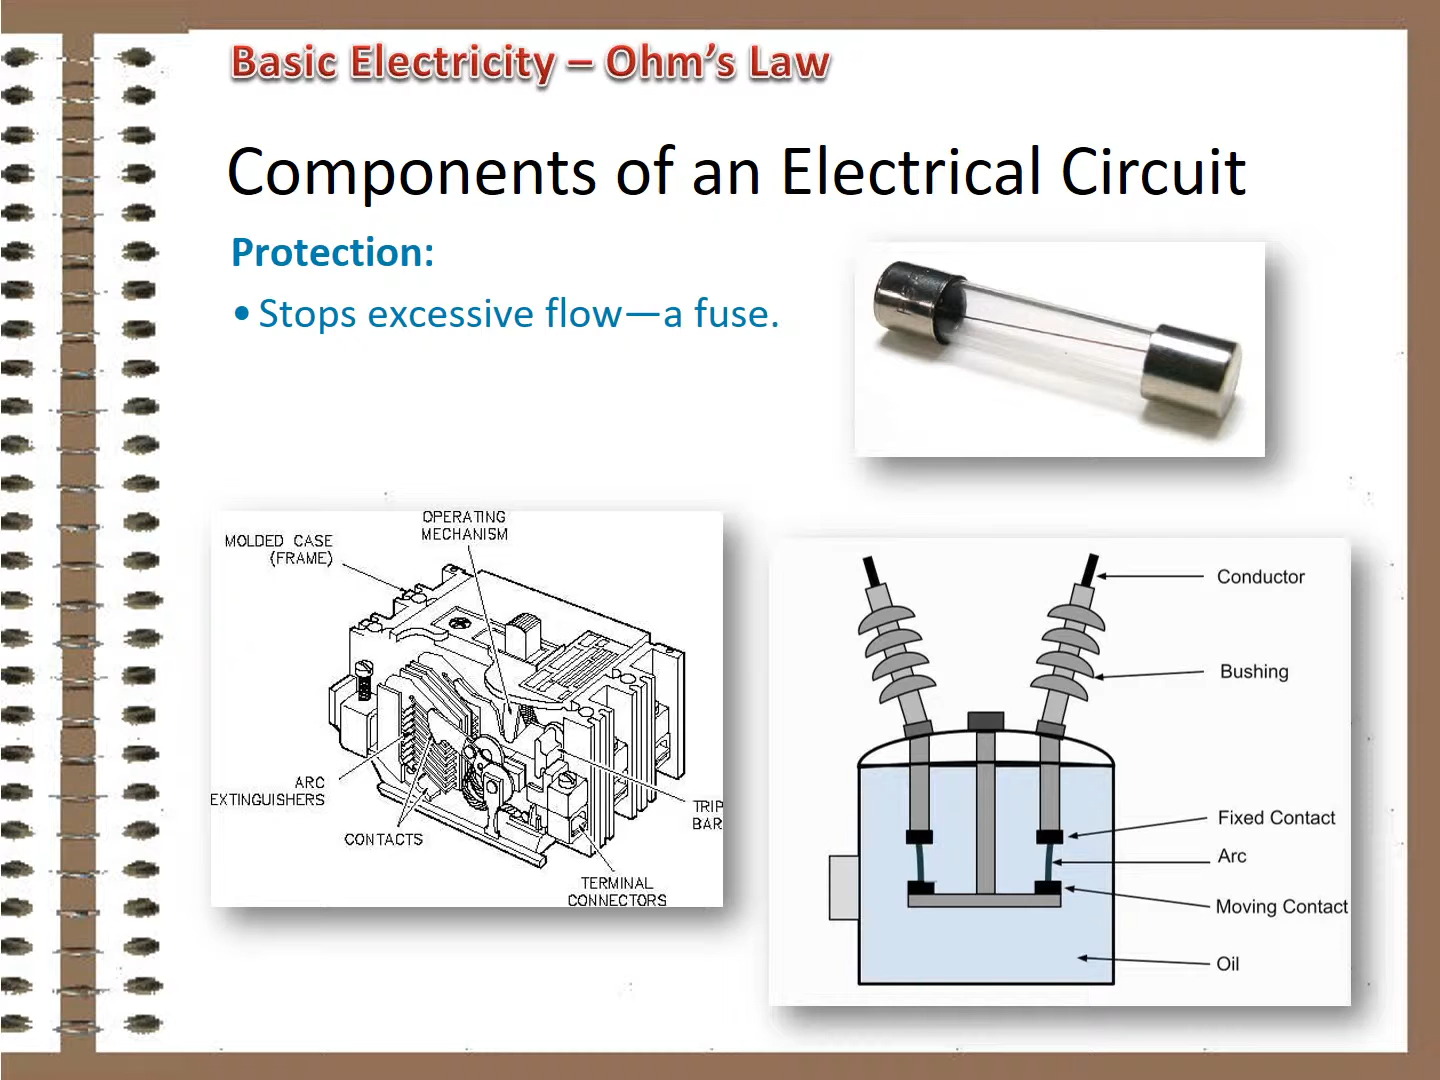 Basic Electricity – Ohm's Law
Components of an Electrical Circuit
Protection:
• Stops excessive flow—a fuse.
OPERATING
MECHANISM
MOLDED CASE
(FRAME)
ARC
EXTINGUISHERS
CONTACTS
TRIP
BAR
TERMINAL
CONNECTORS
Conductor
Bushing
Fixed Contact
Arc
Moving Contact
Oil